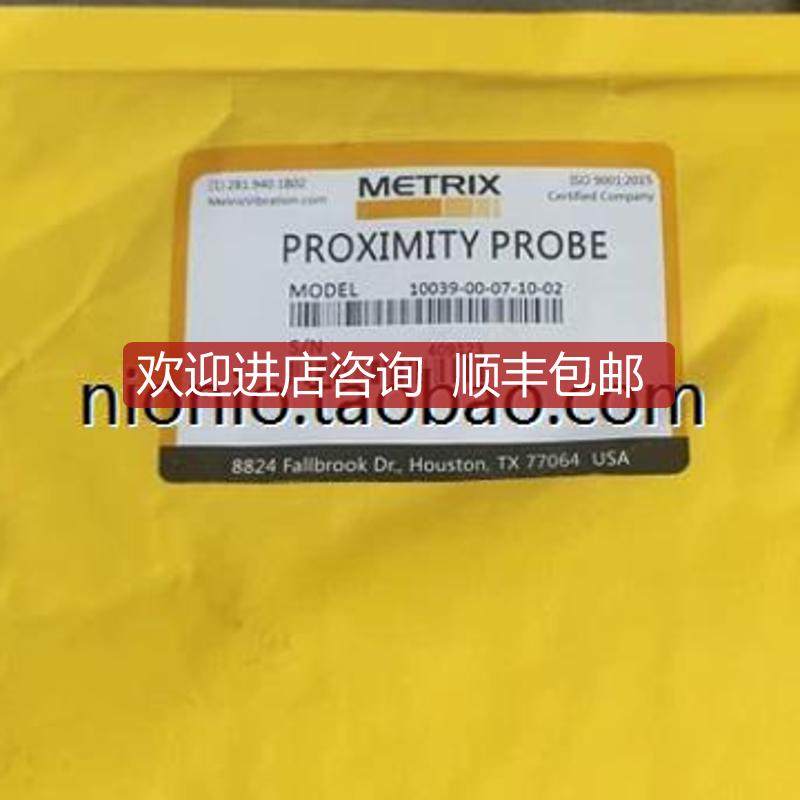 (1) 281.940.1802
MetrixVibration.com
METRIX
ISO 9001:2015
Certified Company
PROXIMITY PROBE
MODEL 10039-00-07-10-02
S/N
欢迎进店咨询 顺丰包邮
nionio.taobao.com
8824 Fallbrook Dr., Houston, TX 77064 USA